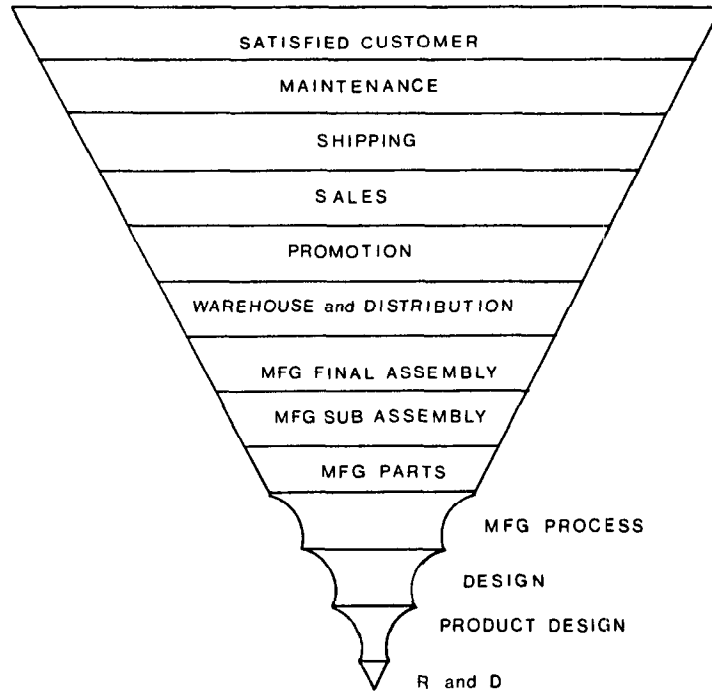 SATISFIED CUSTOMER
MAINTENANCE
SHIPPING
SALES
PROMOTION
WAREHOUSE and DISTRIBUTION
MFG FINAL ASSEMBLY
MFG SUB ASSEMBLY
MFG PARTS
MFG PROCESS
DESIGN
PRODUCT DESIGN
R and D